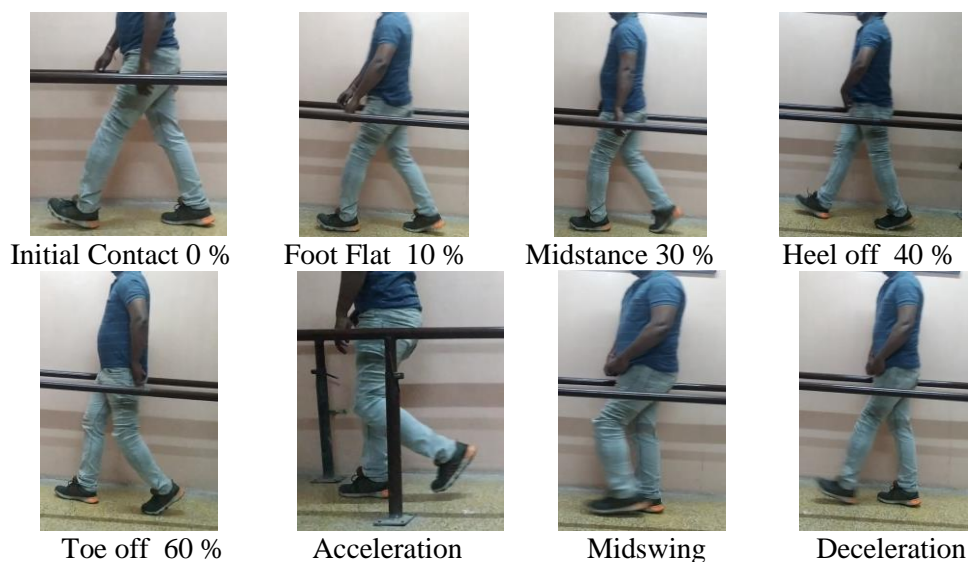 Initial Contact 0 % Foot Flat 10 % Midstance 30 % Heel off 40 %
Toe off 60 % Acceleration Midswing Deceleration